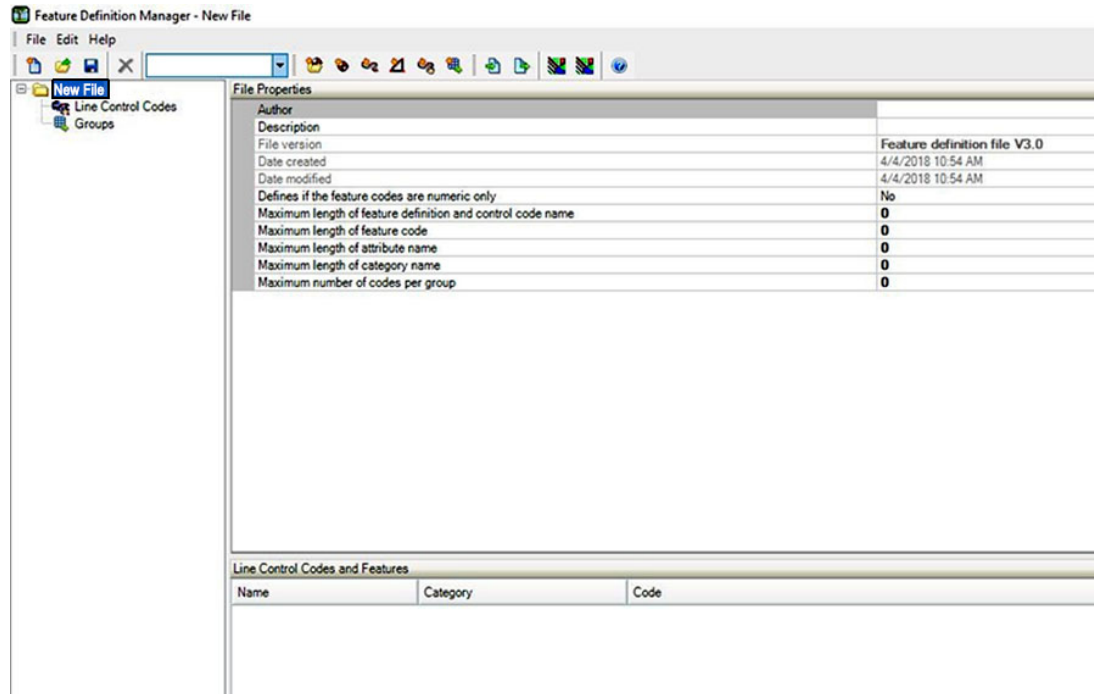 Feature Definition Manager - New File
File Edit Help
New File
Line Control Codes
Groups
File Properties
Author
Description
File version Feature definition file V3.0
Date created 4/4/2018 10:54 AM
Date modified 4/4/2018 10:54 AM
Defines if the feature codes are numeric only No
Maximum length of feature definition and control code name 0
Maximum length of feature code 0
Maximum length of attribute name 0
Maximum length of category name 0
Maximum number of codes per group 0
Line Control Codes and Features
Name Category Code